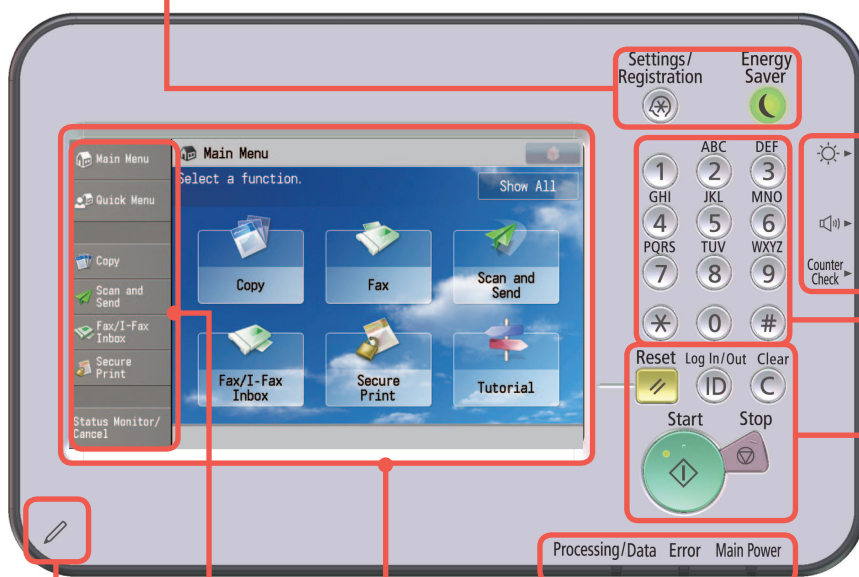 Settings/
Registration
Energy
Saver
Main Menu
Quick Menu
Copy
Scan and
Send
Fax/I-Fax
Inbox
Secure
Print
Status Monitor/
Cancel
Main Menu
Select a function.
Show All
Copy
Fax
Scan and
Send
Fax/I-Fax
Inbox
Secure
Print
Tutorial
ABC DEF
1 2 3
GHI JKL MNO
4 5 6
PQRS TUV WXYZ
7 8 9
0 #
Counter
Check
Reset Log In/Out Clear
ID C
Start Stop
Processing/Data Error Main Power